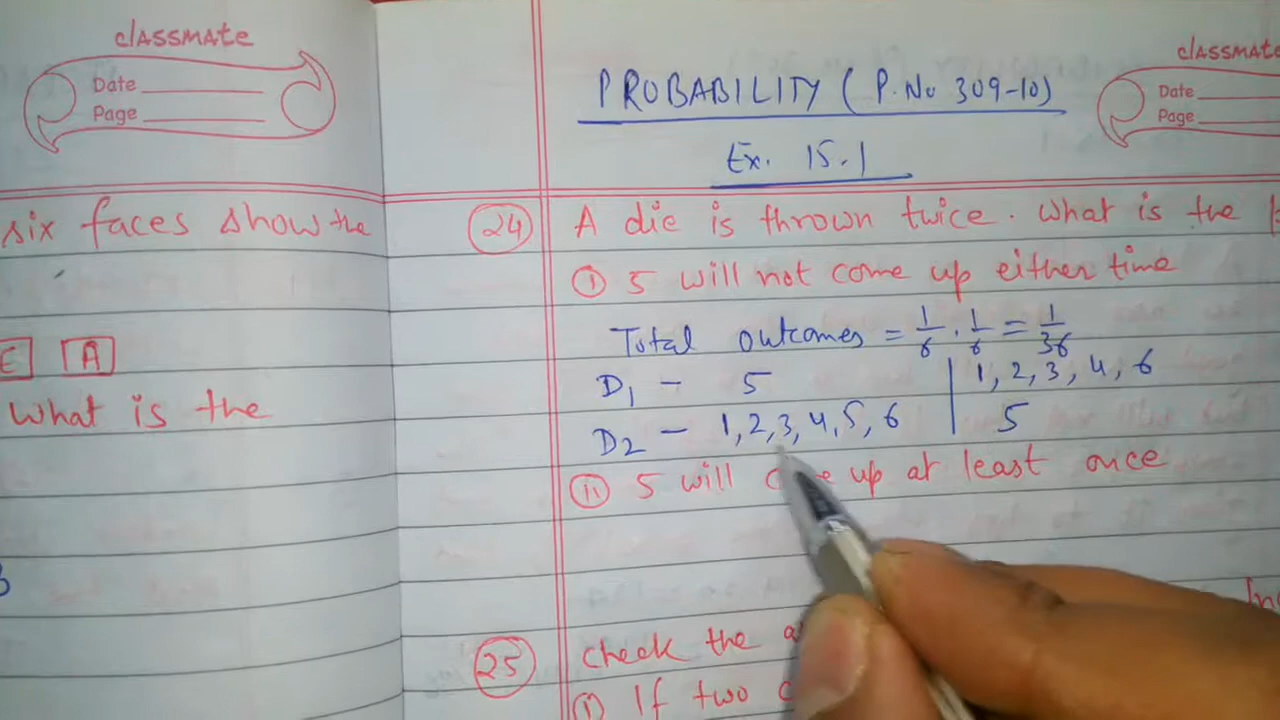 classmate
Date
Page
six faces show the
A
What is the
PROBABILITY (P.No 309-10)
Ex. 15.1
classmate
Date
Page
24 A die is thrown twice. What is the
i 5 will not come up either time
Total outcomes = 1/6 . 1/6 = 1/36
D1 - 5 | 1, 2, 3, 4, 6
D2 - 1, 2, 3, 4, 5, 6 | 5
ii 5 will come up at least once
25 Check the
i If two